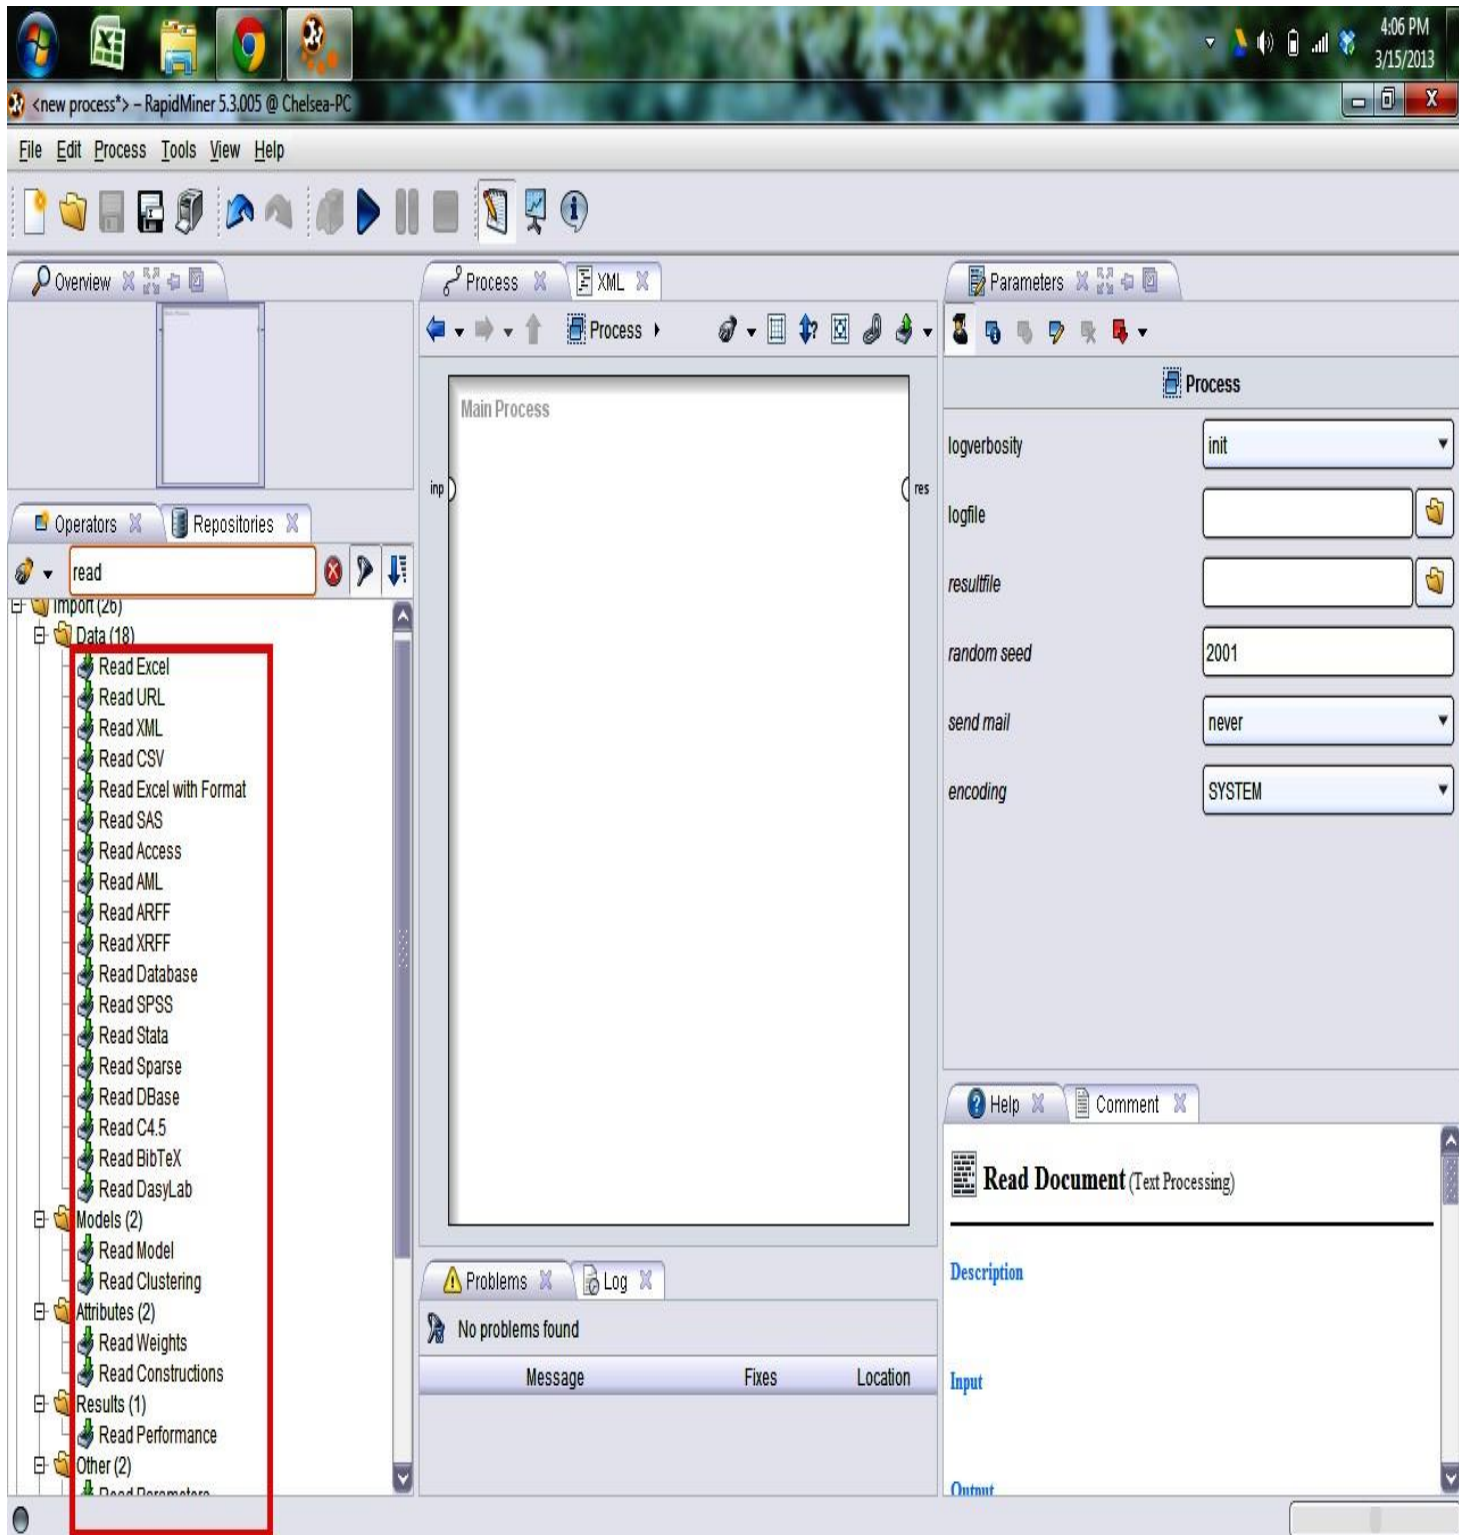 4:06 PM
3/15/2013
<new process*> – RapidMiner 5.3.005 @ Chelsea-PC
File Edit Process Tools View Help
Overview
Process XML
Parameters
Process
Process
Main Process
logverbosity init
inp res
logfile
Operators Repositories
read
resultfile
Import (26)
Data (18)
random seed 2001
Read Excel
Read URL
Read XML
send mail never
Read CSV
Read Excel with Format
encoding SYSTEM
Read SAS
Read Access
Read AML
Read ARFF
Read XRFF
Read Database
Read SPSS
Read Stata
Read Sparse
Read DBase
Help Comment
Read C4.5
Read BibTeX
Read Document (Text Processing)
Read DasyLab
Models (2)
Read Model
Description
Read Clustering
Problems Log
Attributes (2)
No problems found
Read Weights
Read Constructions
Message Fixes Location
Input
Results (1)
Read Performance
Other (2)
Read Parameters
Output